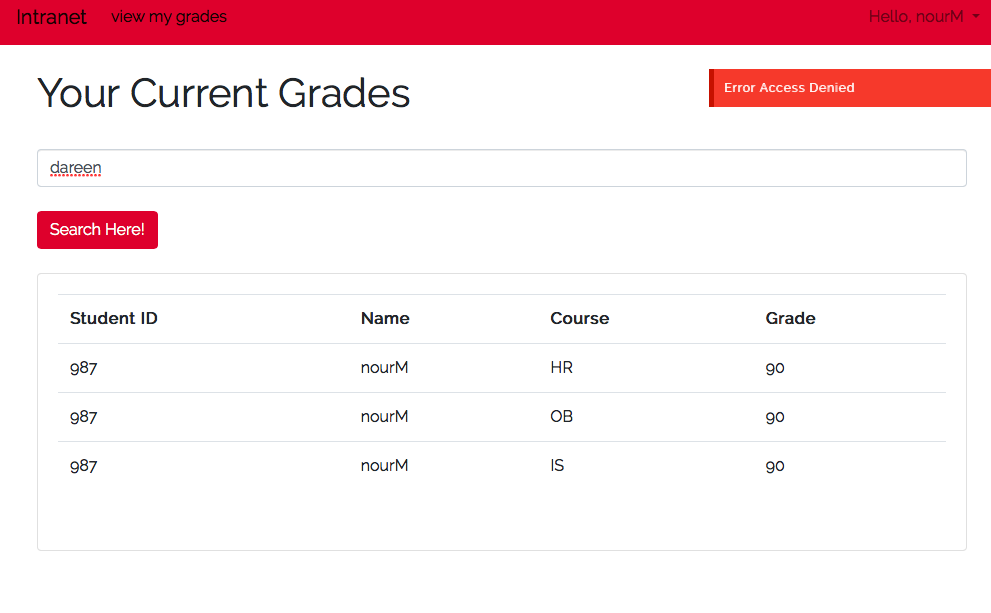 Intranet view my grades Hello, nourM
Your Current Grades
Error Access Denied
dareen
Search Here!
Student ID Name Course Grade
987 nourM HR 90
987 nourM OB 90
987 nourM IS 90